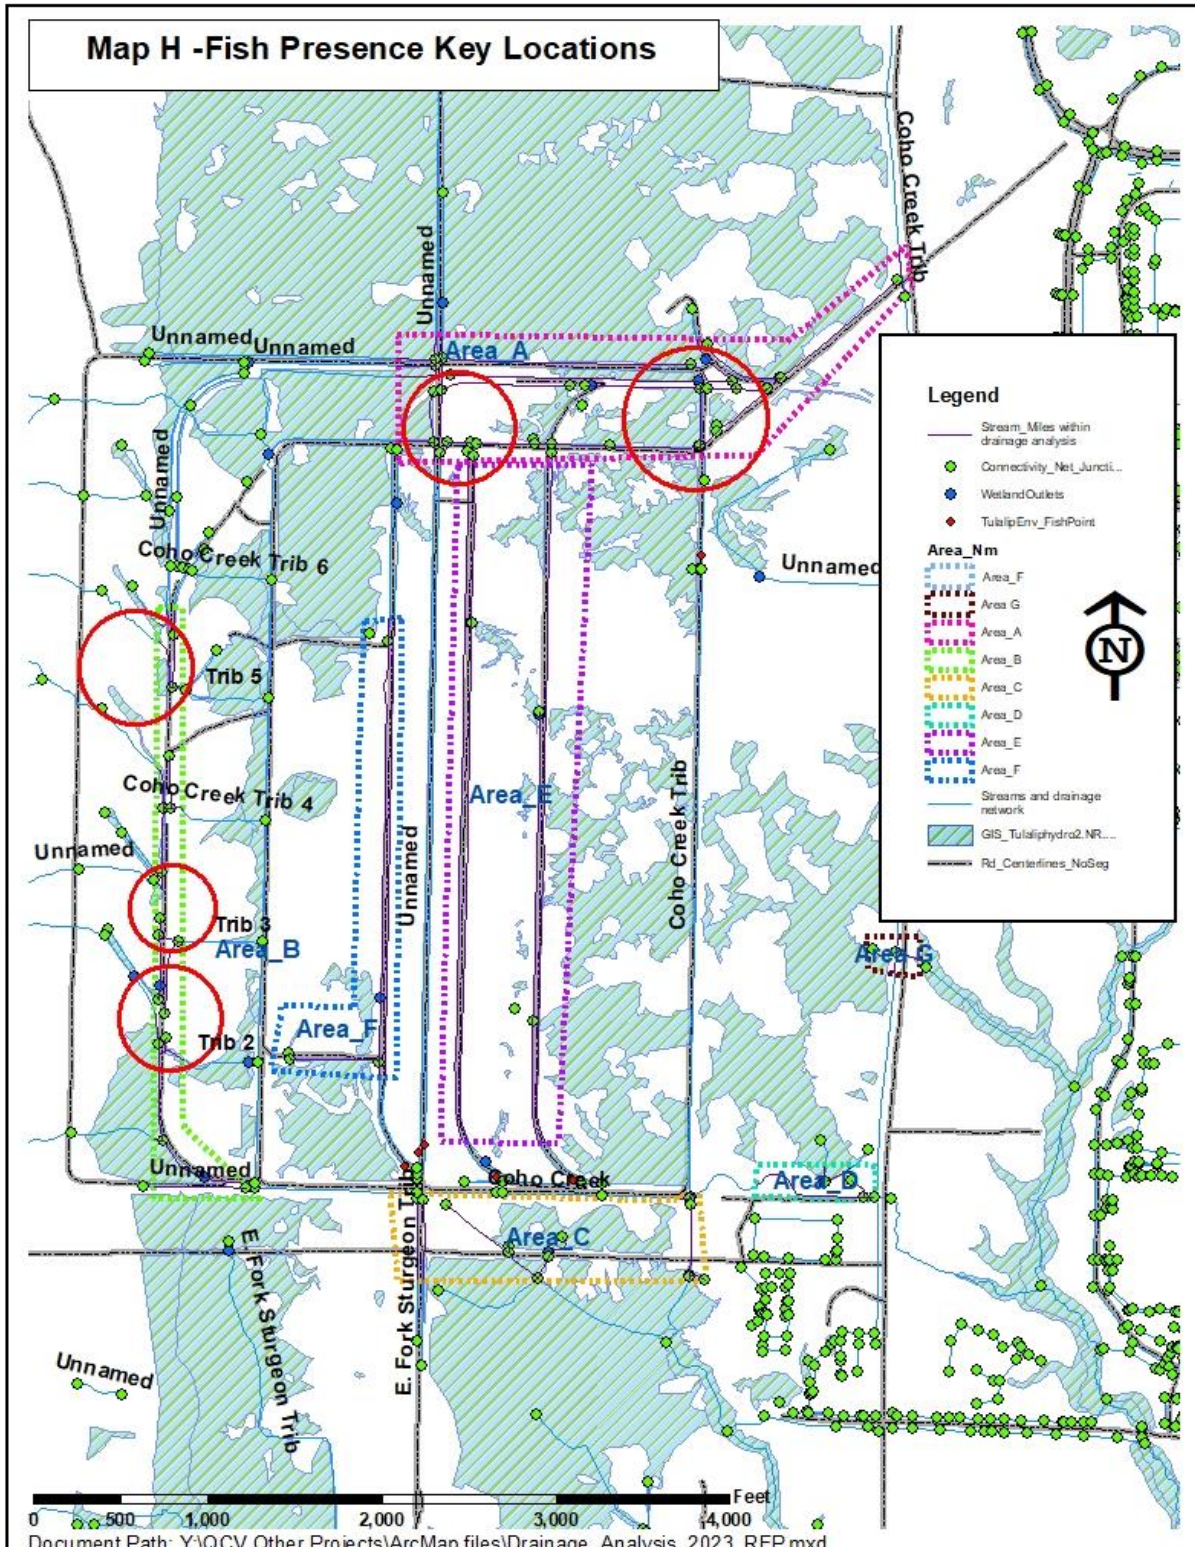 Map H -Fish Presence Key Locations
Coho Creek Trib
Unnamed
Unnamed
Unnamed
Area_A
Unnamed
Coho Creek Trib 6
Unnamed
Trib 5
Coho Creek Trib 4
Area_E
Unnamed
Unnamed
Coho Creek Trib
Trib 3
Area_B
Area_G
Trib 2
Area_F
Unnamed
Coho Creek
Area_D
Area_C
E. Fork Sturgeon Trib
E Fork Sturgeon Trib
Unnamed
Legend
Stream_Miles within
drainage analysis
Connectivity_Net_Juncti...
WetlandOutlets
TulalipEnv_FishPoint
Area_Nm
Area_F
Area G
Area_A
Area_B
Area_C
Area_D
Area_E
Area_F
Streams and drainage
network
GIS_Tulaliphydro2.NR....
Rd_Centerlines_NoSeg
N
Feet
0 500 1,000 2,000 3,000 4,000
Document Path: Y:\QCV Other Projects\ArcMap files\Drainage_Analysis_2023_RFP.mxd